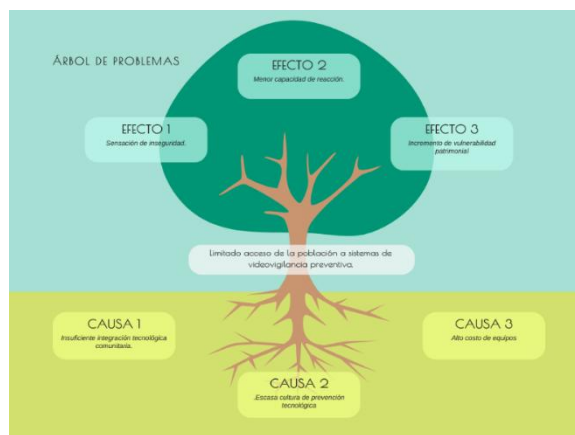 ÁRBOL DE PROBLEMAS
EFECTO 2
Menor capacidad de reacción.
EFECTO 1
Sensación de inseguridad.
EFECTO 3
Incremento de vulnerabilidad
patrimonial
Limitado acceso de la población a sistemas de
videovigilancia preventiva.
CAUSA 1
Insuficiente integración tecnológica
comunitaria.
CAUSA 3
Alto costo de equipos
CAUSA 2
.Escasa cultura de prevención
tecnológica